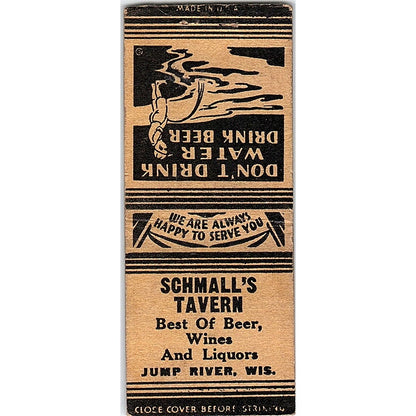 MADE IN U.S.A.
DON'T DRINK
WATER
DRINK BEER
WE ARE ALWAYS
HAPPY TO SERVE YOU
SCHMALL'S
TAVERN
Best Of Beer,
Wines
And Liquors
JUMP RIVER, WIS.
CLOSE COVER BEFORE STRIKING